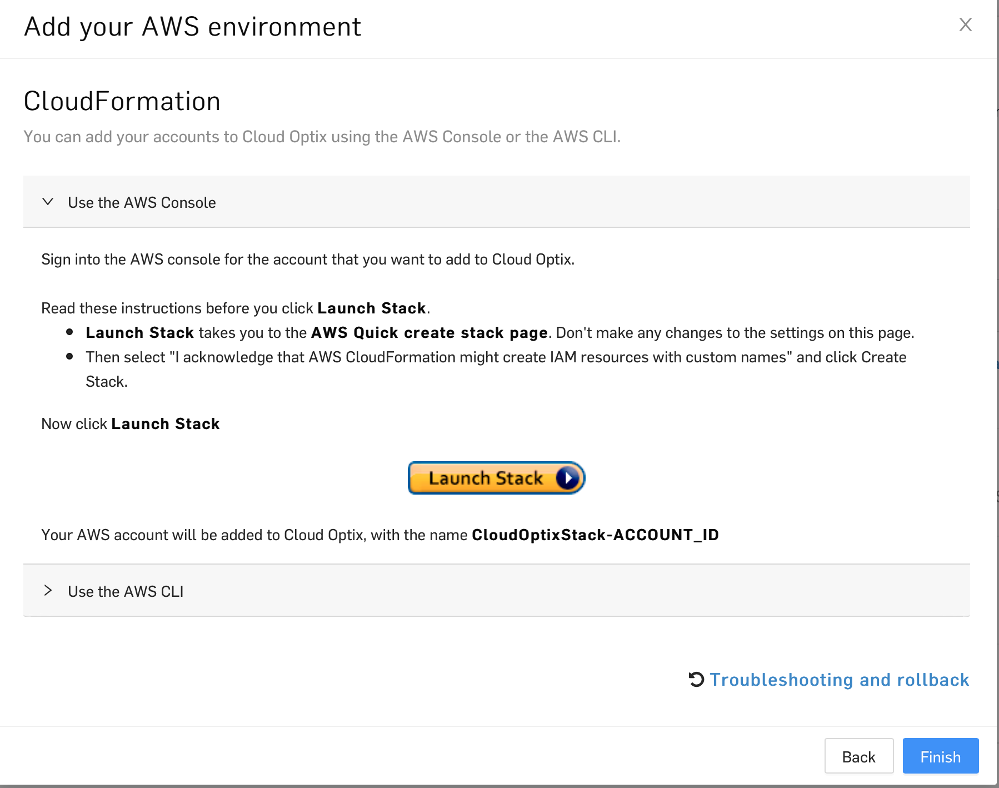 Add your AWS environment
CloudFormation
You can add your accounts to Cloud Optix using the AWS Console or the AWS CLI.
Use the AWS Console
Sign into the AWS console for the account that you want to add to Cloud Optix.
Read these instructions before you click Launch Stack.
Launch Stack takes you to the AWS Quick create stack page. Don't make any changes to the settings on this page.
Then select "I acknowledge that AWS CloudFormation might create IAM resources with custom names" and click Create
Stack.
Now click Launch Stack
Launch Stack
Your AWS account will be added to Cloud Optix, with the name CloudOptixStack-ACCOUNT_ID
Use the AWS CLI
Troubleshooting and rollback
Back
Finish